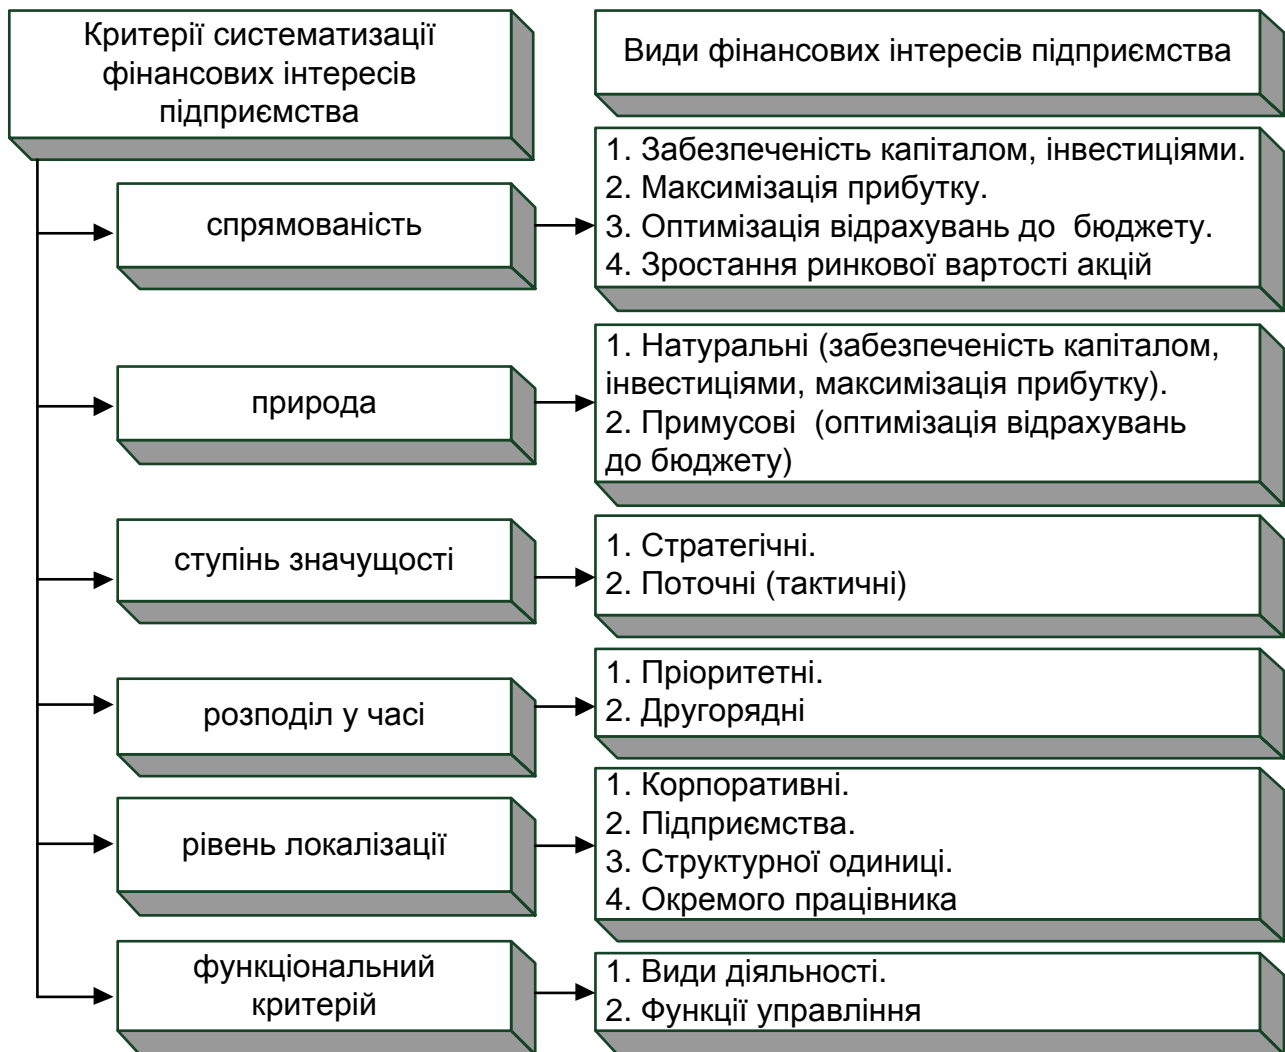 Критерії систематизації
фінансових інтересів
підприємства
Види фінансових інтересів підприємства
спрямованість
1. Забезпеченість капіталом, інвестиціями.
2. Максимізація прибутку.
3. Оптимізація відрахувань до бюджету.
4. Зростання ринкової вартості акцій
природа
1. Натуральні (забезпеченість капіталом,
інвестиціями, максимізація прибутку).
2. Примусові (оптимізація відрахувань
до бюджету)
ступінь значущості
1. Стратегічні.
2. Поточні (тактичні)
розподіл у часі
1. Пріоритетні.
2. Другорядні
рівень локалізації
1. Корпоративні.
2. Підприємства.
3. Структурної одиниці.
4. Окремого працівника
функціональний
критерій
1. Види діяльності.
2. Функції управління